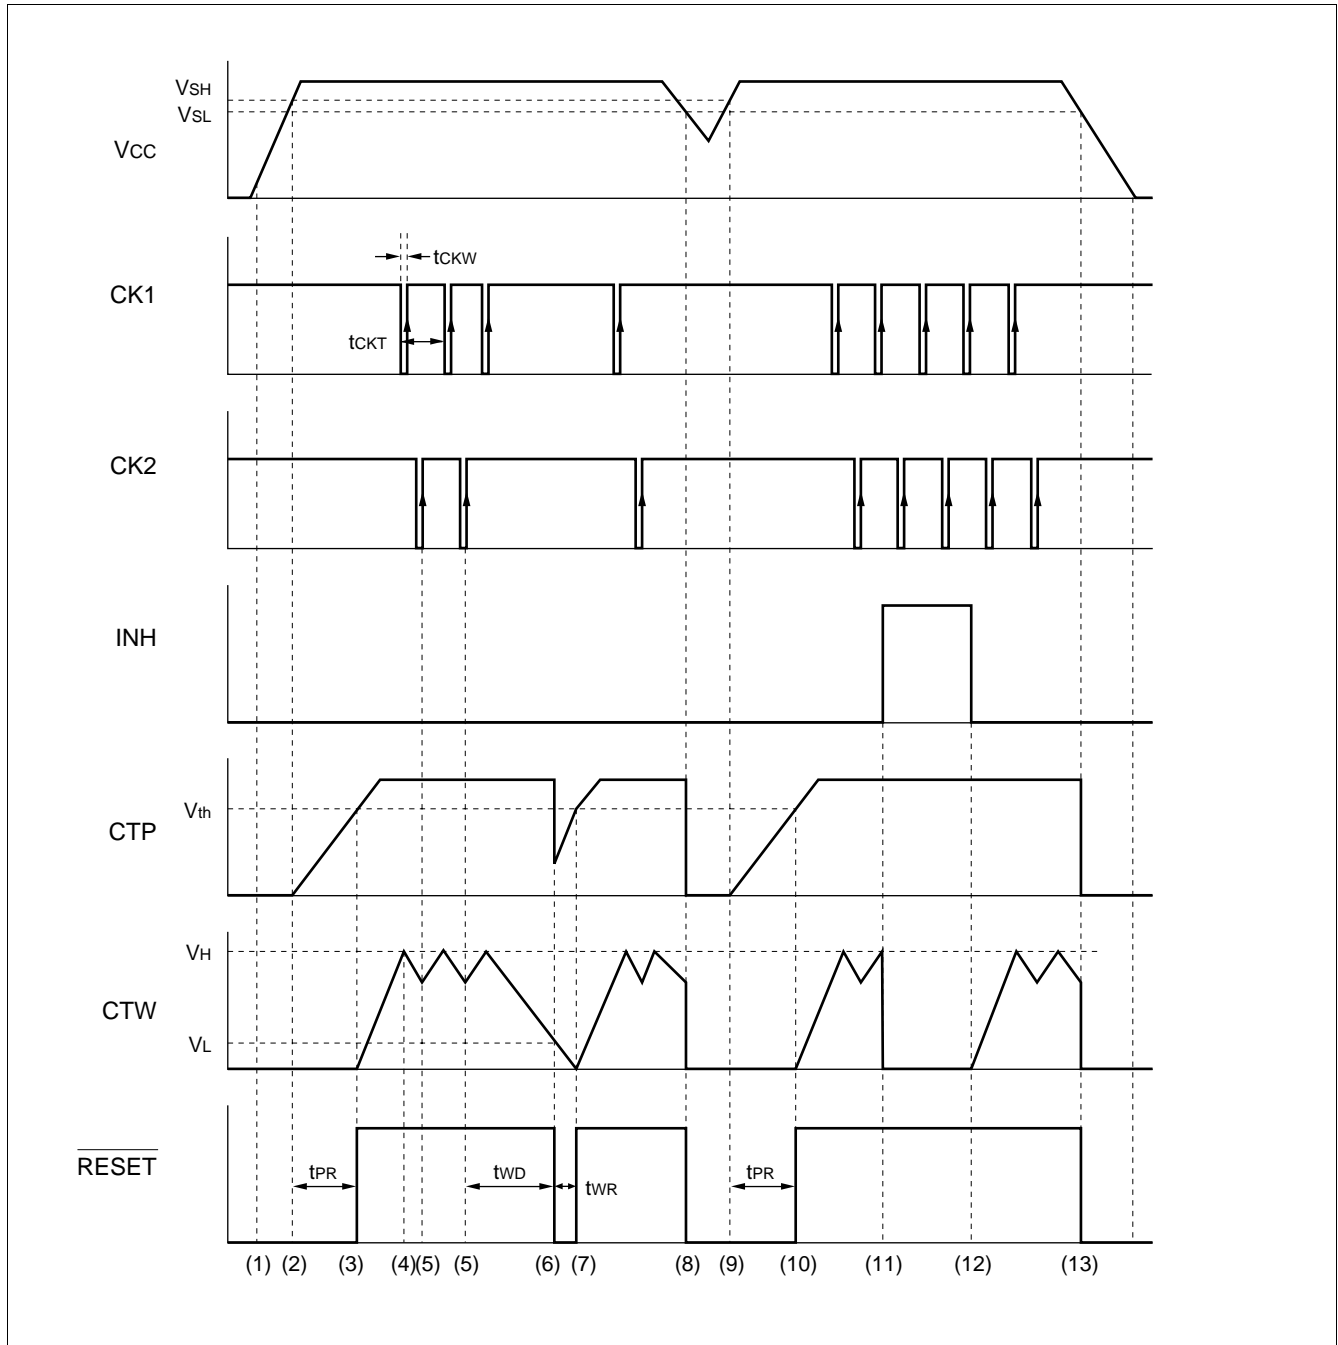 VSH
VSL
VCC
tCKW
CK1
tCKT
CK2
INH
Vth
CTP
VH
CTW
VL
RESET
tPR
tWD
tWR
tPR
(1) (2) (3) (4)(5) (5) (6) (7) (8) (9) (10) (11) (12) (13)